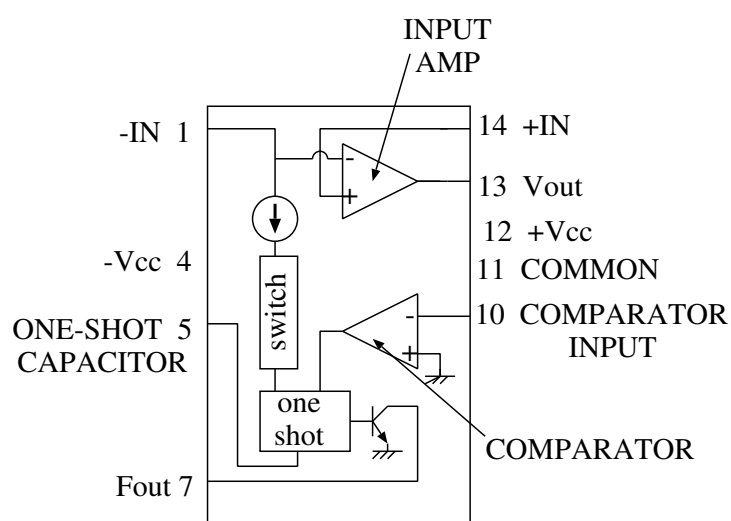 INPUT
AMP
-IN 1
14 +IN
-
+
13 Vout
12 +Vcc
-Vcc 4
11 COMMON
switch
ONE-SHOT 5
CAPACITOR
-
10 COMPARATOR
INPUT
+
one
shot
COMPARATOR
Fout 7